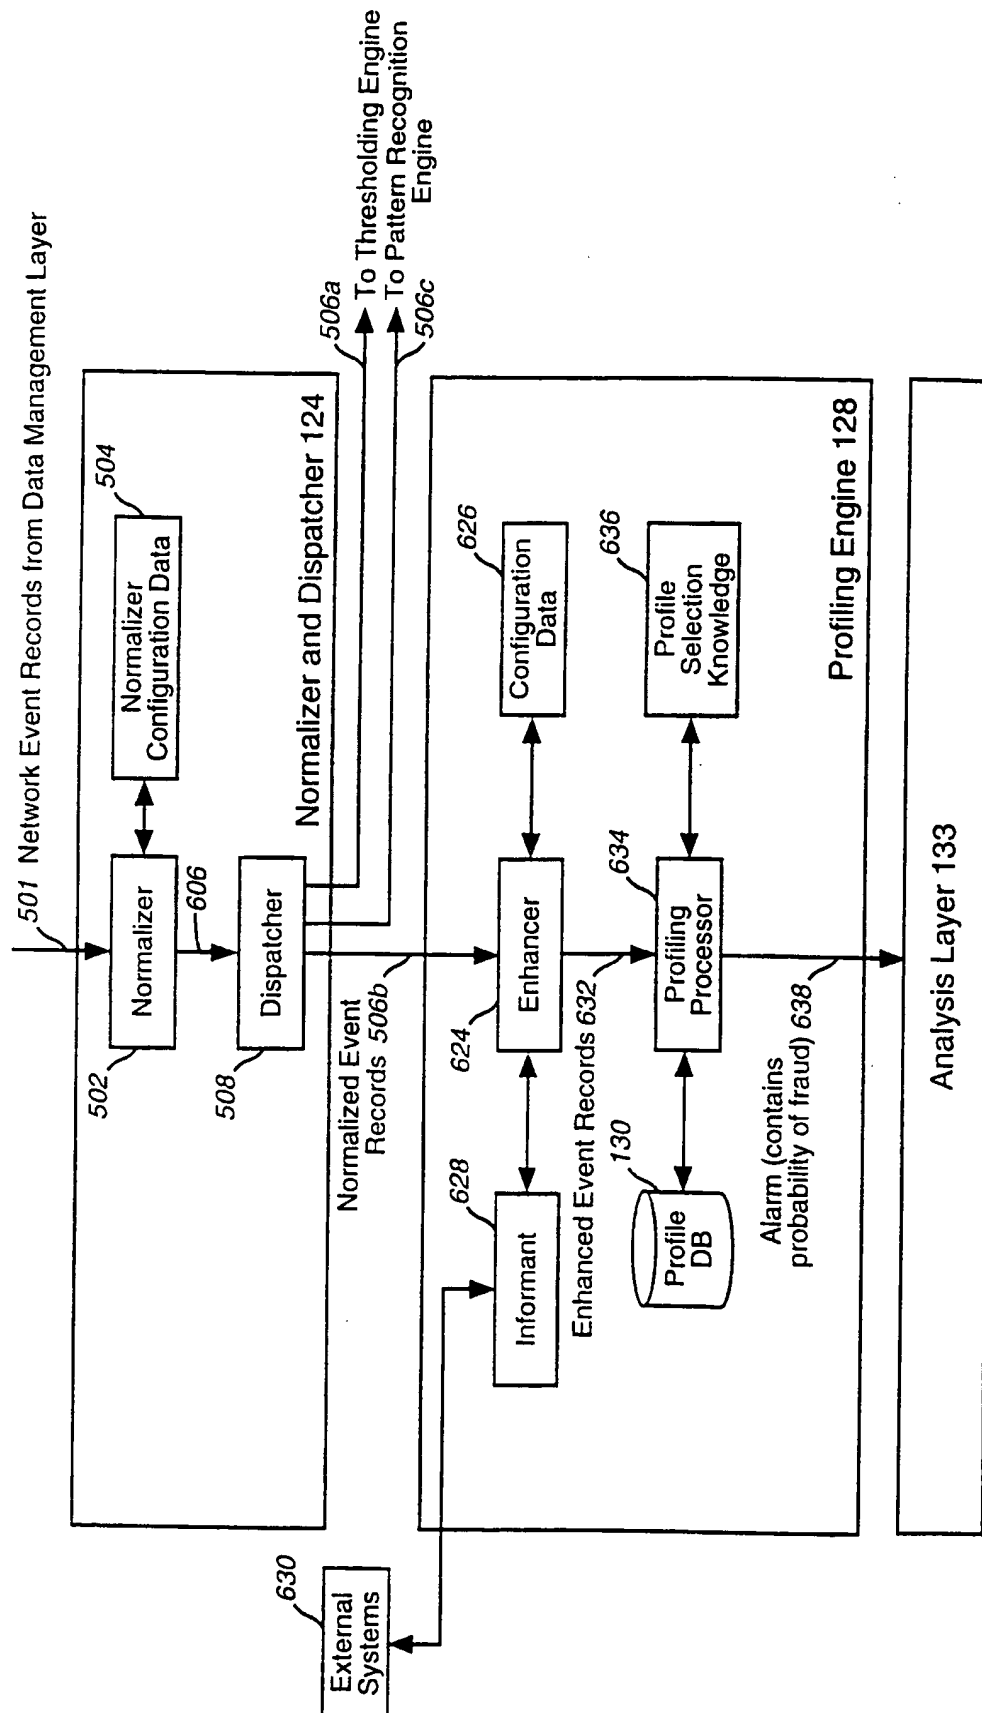 501 Network Event Records from Data Management Layer
502
Normalizer
Normalizer
Configuration Data
504
606
508
Dispatcher
Normalizer and Dispatcher 124
506a
To Thresholding Engine
To Pattern Recognition
Engine
506c
Normalized Event
Records 506b
630
External
Systems
628
Informant
624
Enhancer
626
Configuration
Data
Enhanced Event Records 632
130
Profile
DB
634
Profiling
Processor
636
Profile
Selection
Knowledge
Alarm (contains
probability of fraud) 638
Profiling Engine 128
Analysis Layer 133